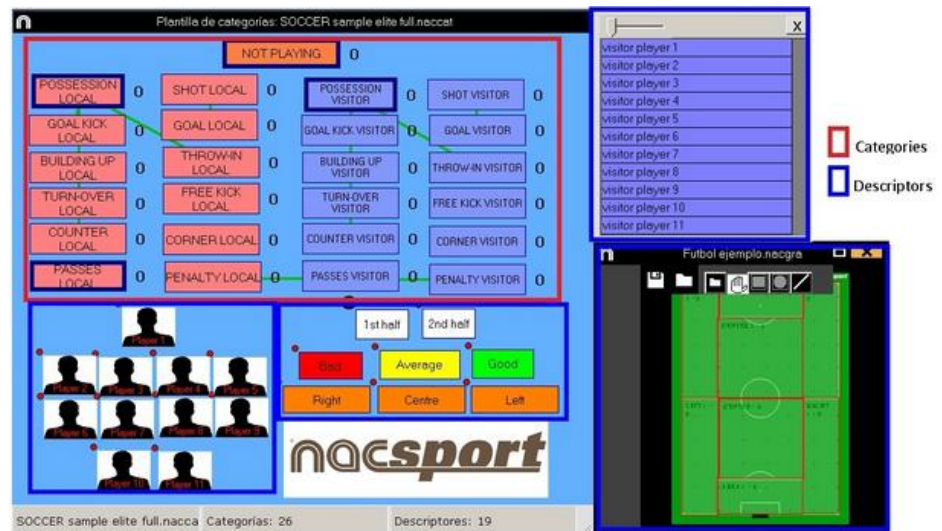 Plantilla de categorías: SOCCER sample elite full.naccat
NOT PLAYING 0
POSSESSION LOCAL 0
SHOT LOCAL 0
POSSESSION VISITOR 0
SHOT VISITOR 0
GOAL KICK LOCAL 0
GOAL LOCAL 0
GOAL KICK VISITOR 0
GOAL VISITOR 0
BUILDING UP LOCAL 0
THROW-IN LOCAL 0
BUILDING UP VISITOR 0
THROW-IN VISITOR 0
TURN-OVER LOCAL 0
FREE KICK LOCAL 0
TURN-OVER VISITOR 0
FREE KICK VISITOR 0
COUNTER LOCAL 0
CORNER LOCAL 0
COUNTER VISITOR 0
CORNER VISITOR 0
PASSES LOCAL 0
PENALTY LOCAL 0
PASSES VISITOR 0
PENALTY VISITOR 0
Player 1
Player 2
Player 3
Player 4
Player 5
Player 6
Player 7
Player 8
Player 9
Player 10
Player 11
1st half
2nd half
Bad
Average
Good
Right
Centre
Left
nacsport
SOCCER sample elite full.nacca
Categorías: 26
Descriptores: 19
X
visitor player 1
visitor player 2
visitor player 3
visitor player 4
visitor player 5
visitor player 6
visitor player 7
visitor player 8
visitor player 9
visitor player 10
visitor player 11
Categories
Descriptors
Futbol ejemplo.nacgra